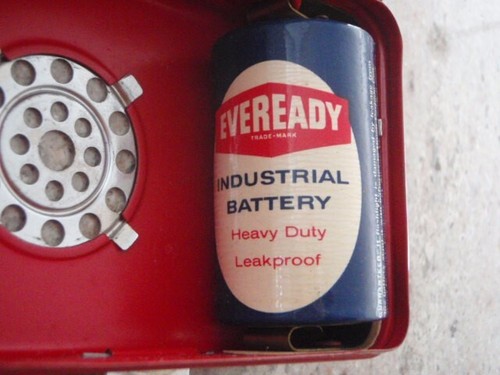 EVEREADY
TRADE-MARK
INDUSTRIAL
BATTERY
Heavy Duty
Leakproof